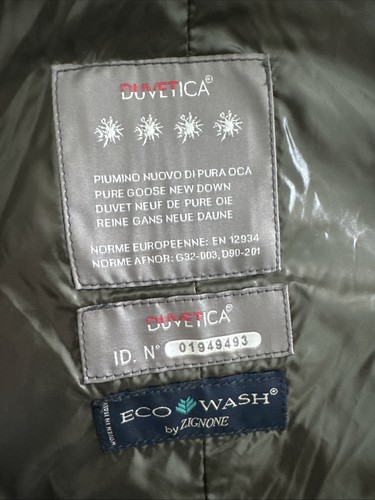 DUVETICA®
PIUMINO NUOVO DI PURA OCA
PURE GOOSE NEW DOWN
DUVET NEUF DE PURE OIE
REINE GANS NEUE DAUNE
NORME EUROPEENNE: EN 12934
NORME AFNOR: G32-003, D90-201
DUVETICA®
ID. N° 01949493
ECO WASH®
by ZIGNONE